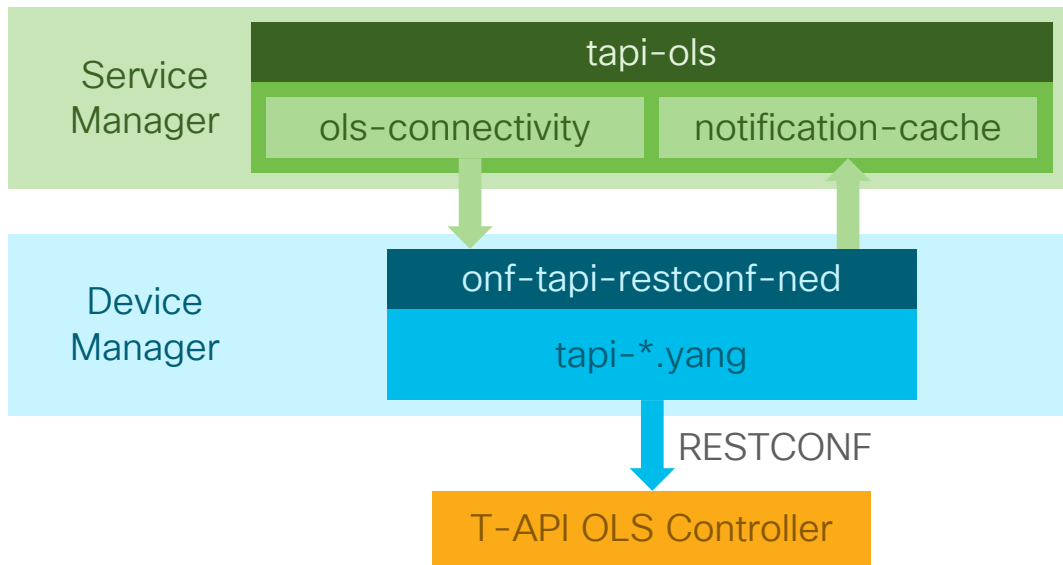 Service
Manager
tapi-ols
ols-connectivity
notification-cache
Device
Manager
onf-tapi-restconf-ned
tapi-*.yang
RESTCONF
T-API OLS Controller